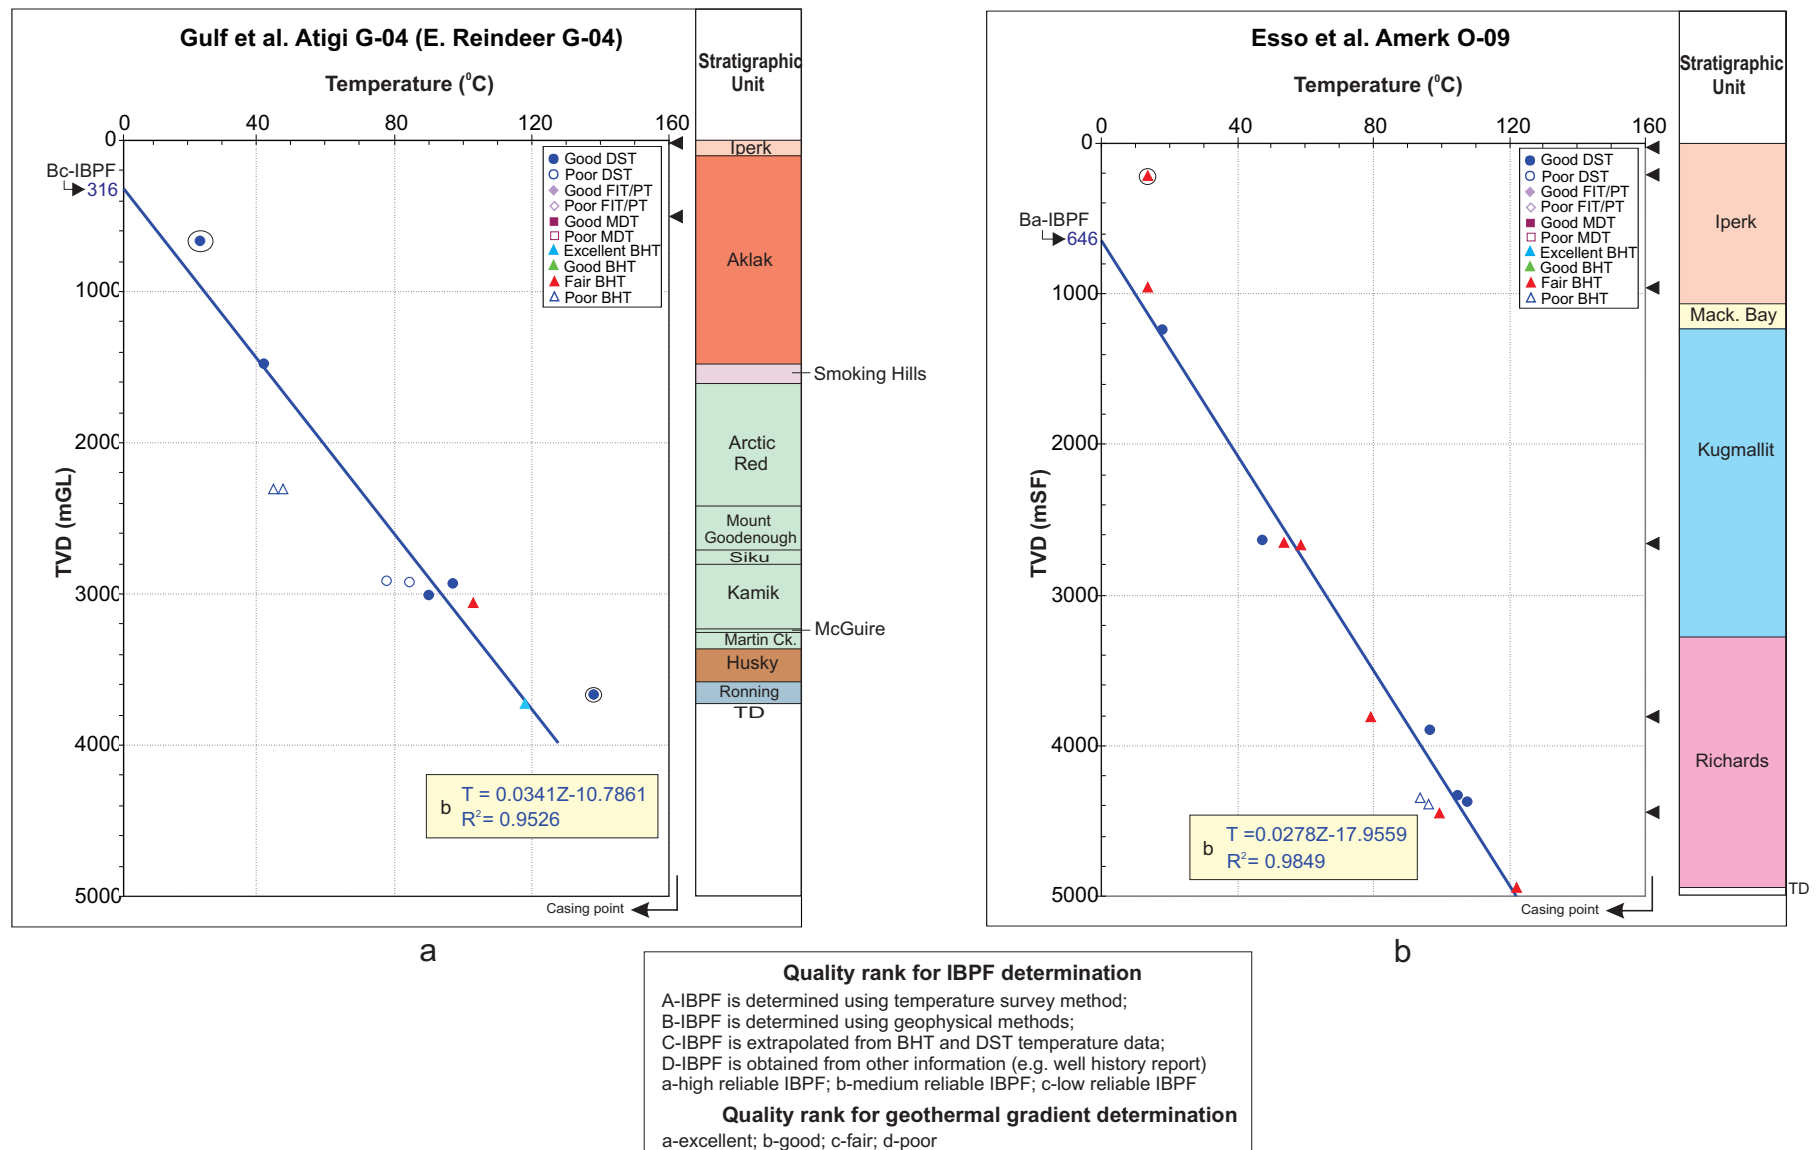 Gulf et al. Atigi G-04 (E. Reindeer G-04)
Temperature (⁰C)
0 40 80 120 160
0
Bc-IBPF
316
1000
2000
3000
4000
5000
TVD (mGL)
Good DST
Poor DST
Good FIT/PT
Poor FIT/PT
Good MDT
Poor MDT
Excellent BHT
Good BHT
Fair BHT
Poor BHT
b
T = 0.0341Z-10.7861
R²= 0.9526
Casing point
Stratigraphic
Unit
Iperk
Aklak
Smoking Hills
Arctic
Red
Mount
Goodenough
Siku
Kamik
McGuire
Martin Ck.
Husky
Ronning
TD
a
Esso et al. Amerk O-09
Temperature (⁰C)
0 40 80 120 160
0
Ba-IBPF
646
1000
2000
3000
4000
5000
TVD (mSF)
Good DST
Poor DST
Good FIT/PT
Poor FIT/PT
Good MDT
Poor MDT
Excellent BHT
Good BHT
Fair BHT
Poor BHT
b
T =0.0278Z-17.9559
R²= 0.9849
Casing point
Stratigraphic
Unit
Iperk
Mack. Bay
Kugmallit
Richards
TD
b
Quality rank for IBPF determination
A-IBPF is determined using temperature survey method;
B-IBPF is determined using geophysical methods;
C-IBPF is extrapolated from BHT and DST temperature data;
D-IBPF is obtained from other information (e.g. well history report)
a-high reliable IBPF; b-medium reliable IBPF; c-low reliable IBPF
Quality rank for geothermal gradient determination
a-excellent; b-good; c-fair; d-poor